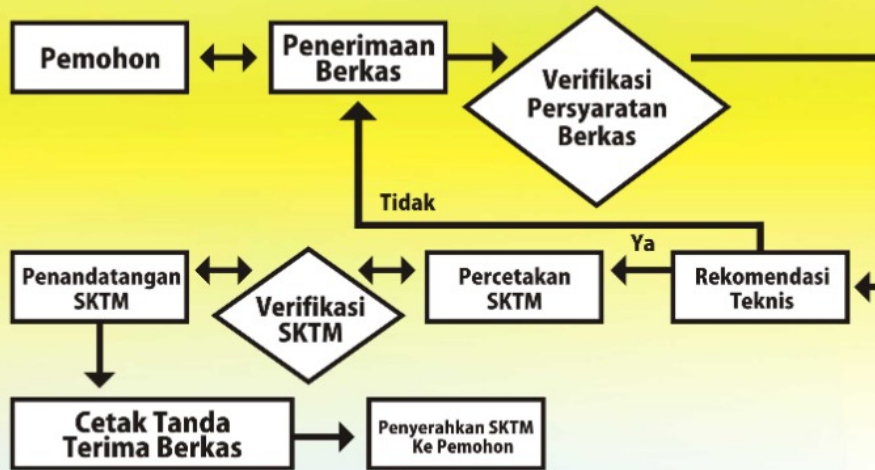 Pemohon
Penerimaan
Berkas
Verifikasi
Persyaratan
Berkas
Tidak
Ya
Penandatangan
SKTM
Verifikasi
SKTM
Percetakan
SKTM
Rekomendasi
Teknis
Cetak Tanda
Terima Berkas
Penyerahkan SKTM
Ke Pemohon